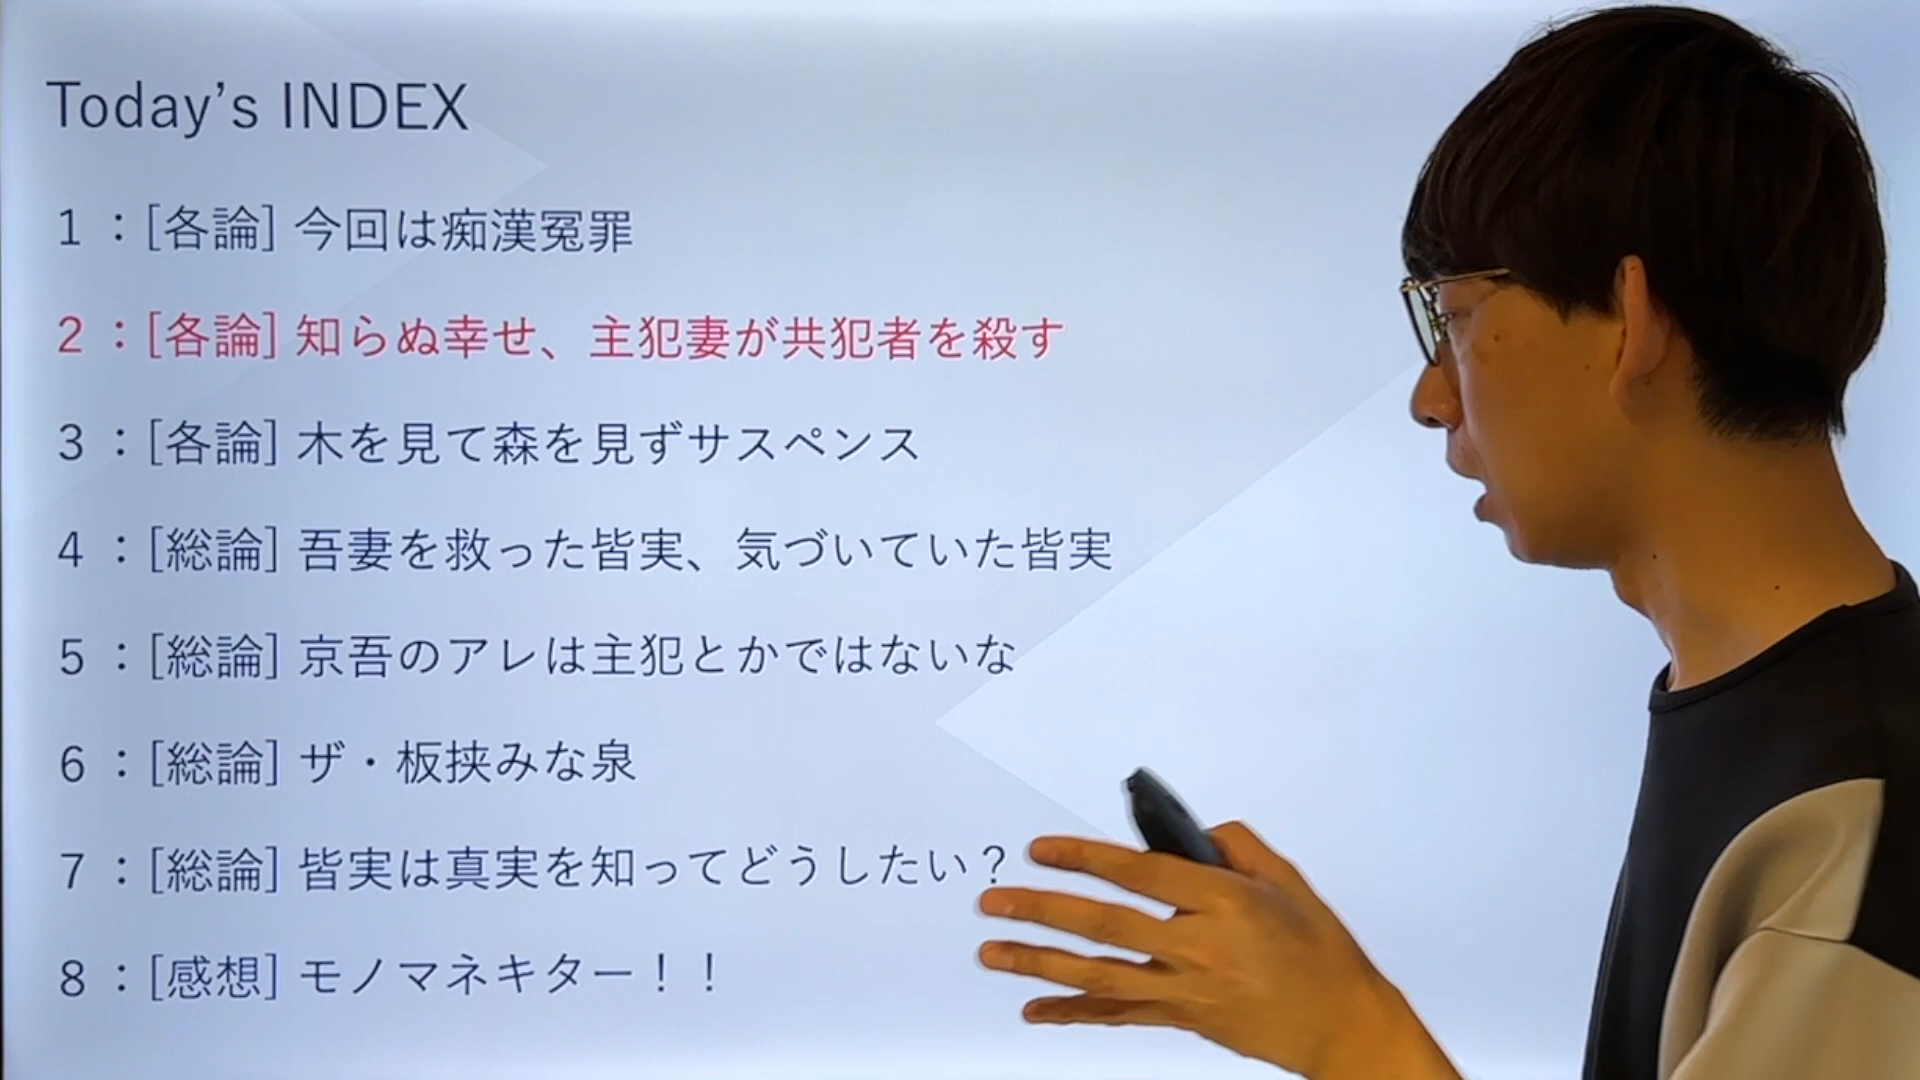 Today’s INDEX
1：[各論] 今回は痴漢冤罪
2：[各論] 知らぬ幸せ、主犯妻が共犯者を殺す
3：[各論] 木を見て森を見ずサスペンス
4：[総論] 吾妻を救った皆実、気づいていた皆実
5：[総論] 京吾のアレは主犯とかではないな
6：[総論] ザ・板挟みな泉
7：[総論] 皆実は真実を知ってどうしたい？
8：[感想] モノマネキター！！